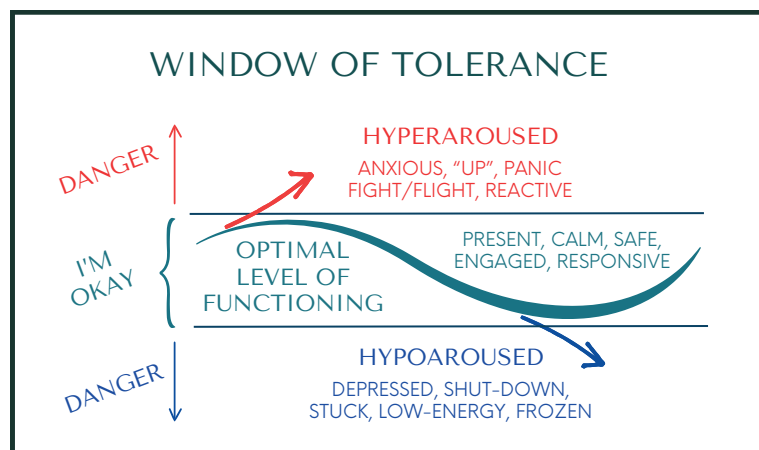 WINDOW OF TOLERANCE
DANGER
HYPERAROUSED
ANXIOUS, “UP”, PANIC
FIGHT/FLIGHT, REACTIVE
I'M
OKAY
OPTIMAL
LEVEL OF
FUNCTIONING
PRESENT, CALM, SAFE,
ENGAGED, RESPONSIVE
DANGER
HYPOAROUSED
DEPRESSED, SHUT-DOWN,
STUCK, LOW-ENERGY, FROZEN